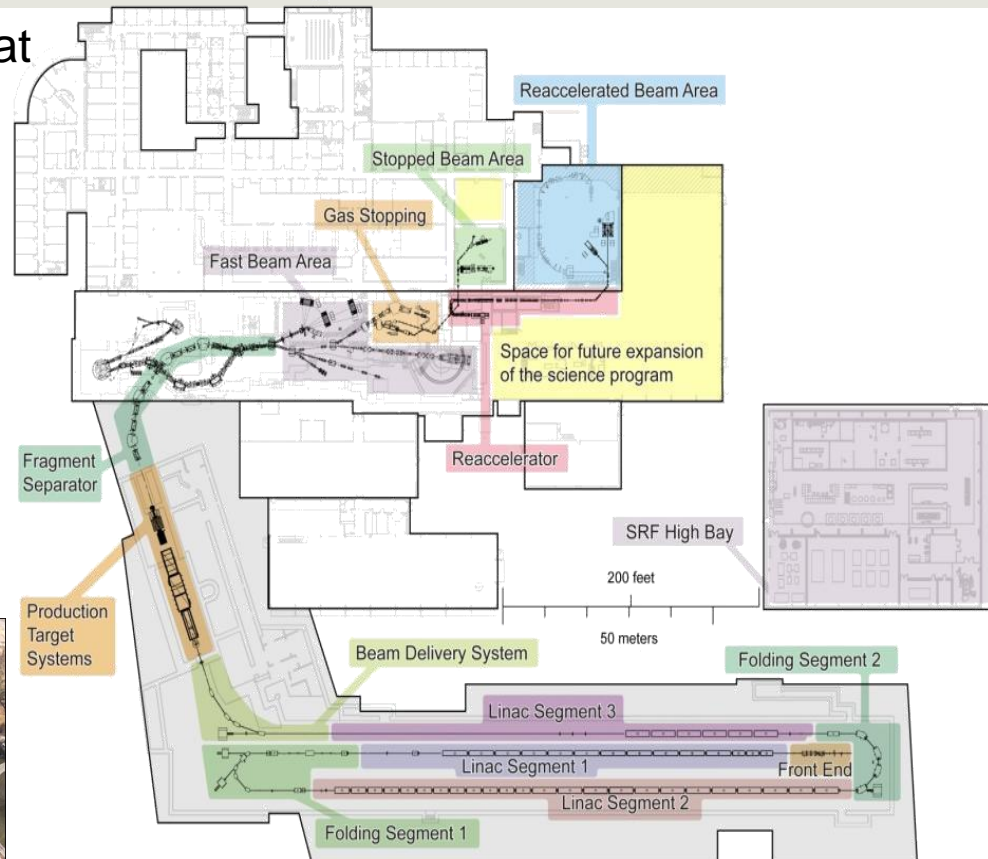 at
Reaccelerated Beam Area
Stopped Beam Area
Gas Stopping
Fast Beam Area
Space for future expansion
of the science program
Fragment
Separator
Reaccelerator
SRF High Bay
200 feet
50 meters
Production
Target
Systems
Beam Delivery System
Folding Segment 2
Linac Segment 3
Linac Segment 1
Front End
Linac Segment 2
Folding Segment 1